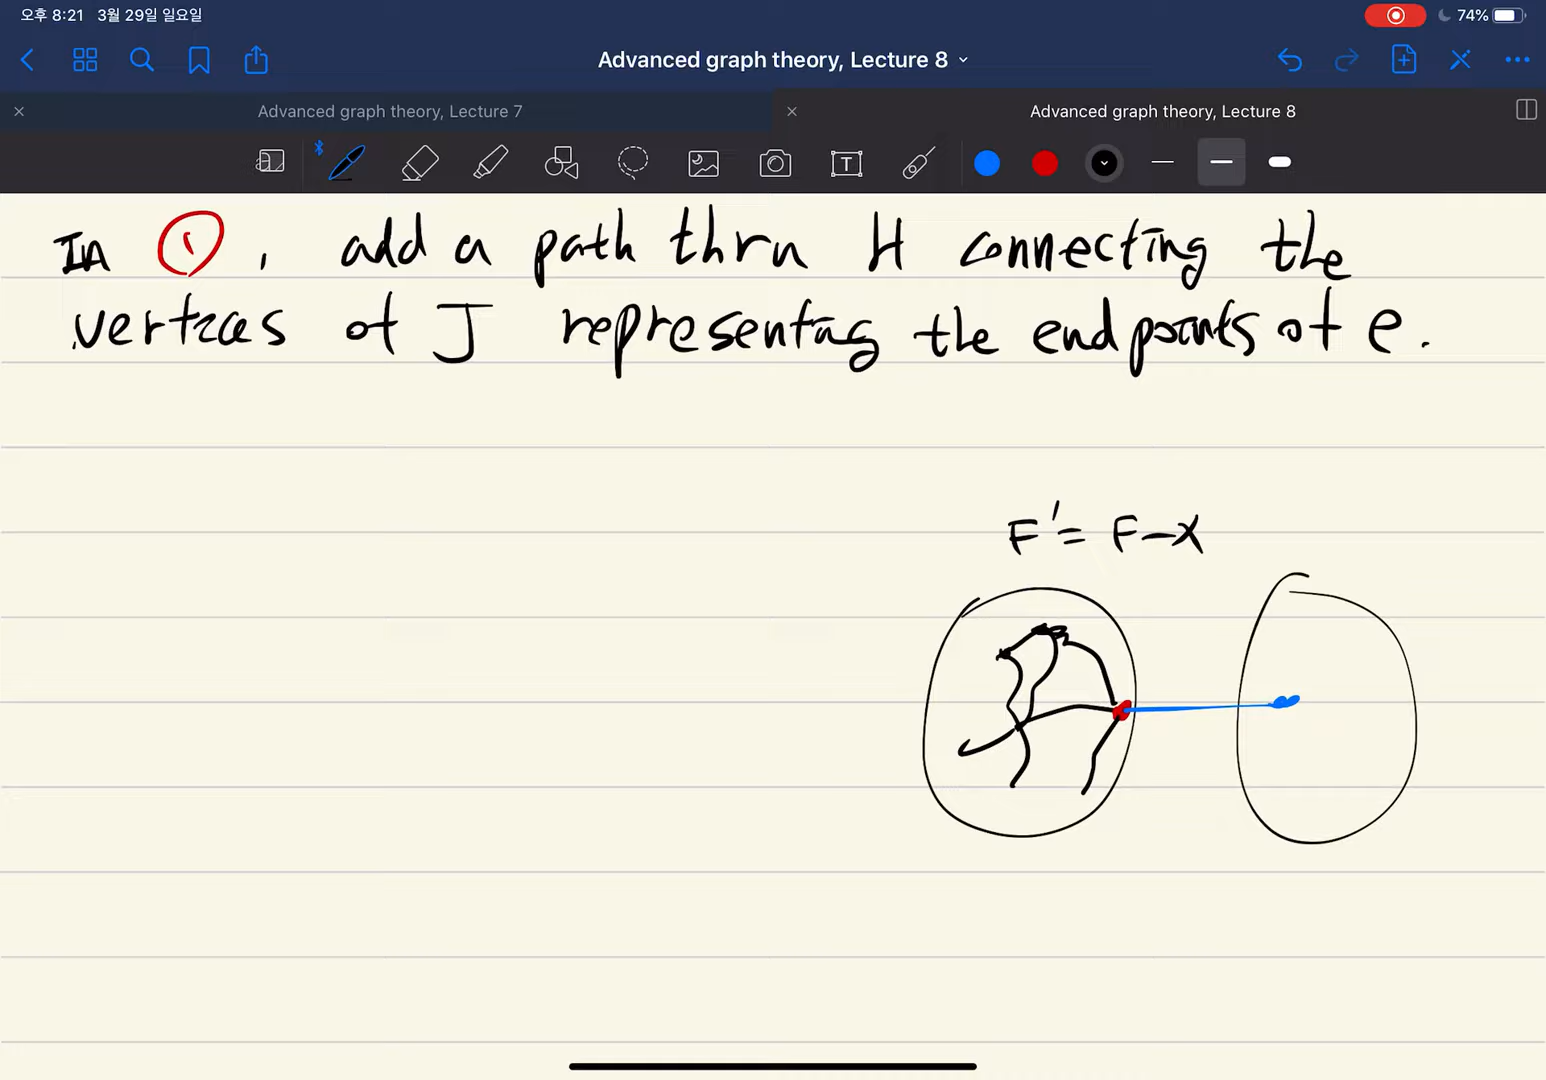 오후 8:21 3월 29일 일요일
74%
Advanced graph theory, Lecture 8
Advanced graph theory, Lecture 7
Advanced graph theory, Lecture 8
T
In ①, add a path thru H connecting the
vertices of J representing the endpoints of e.
F' = F-X